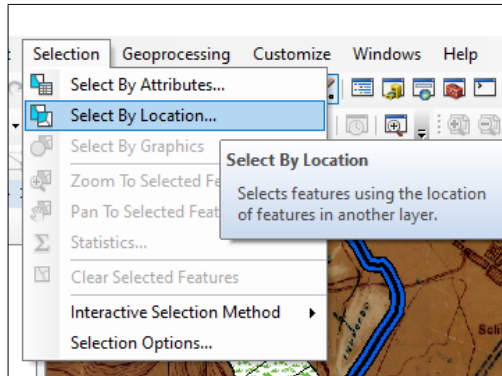 Selection Geoprocessing Customize Windows Help
Select By Attributes...
Select By Location...
Select By Graphics
Select By Location
Zoom To Selected Fe
Selects features using the location
of features in another layer.
Pan To Selected Feat
Statistics...
Clear Selected Features
Interactive Selection Method
Selection Options...